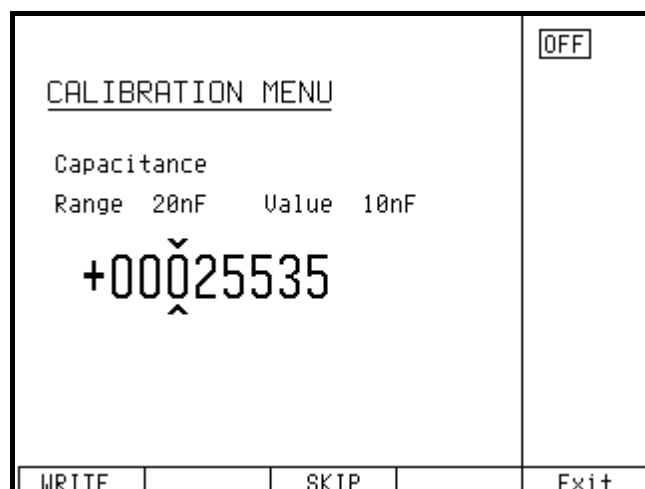 OFF
CALIBRATION MENU
Capacitance
Range 20nF Value 10nF
+00025535
WRITE SKIP Exit